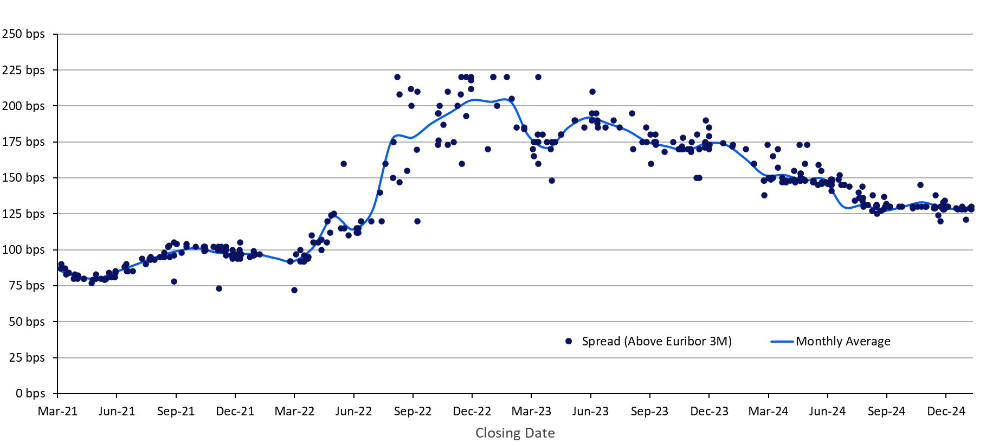 250 bps
225 bps
200 bps
175 bps
150 bps
125 bps
100 bps
75 bps
50 bps
25 bps
0 bps
Spread (Above Euribor 3M)
Monthly Average
Mar-21 Jun-21 Sep-21 Dec-21 Mar-22 Jun-22 Sep-22 Dec-22 Mar-23 Jun-23 Sep-23 Dec-23 Mar-24 Jun-24 Sep-24 Dec-24
Closing Date